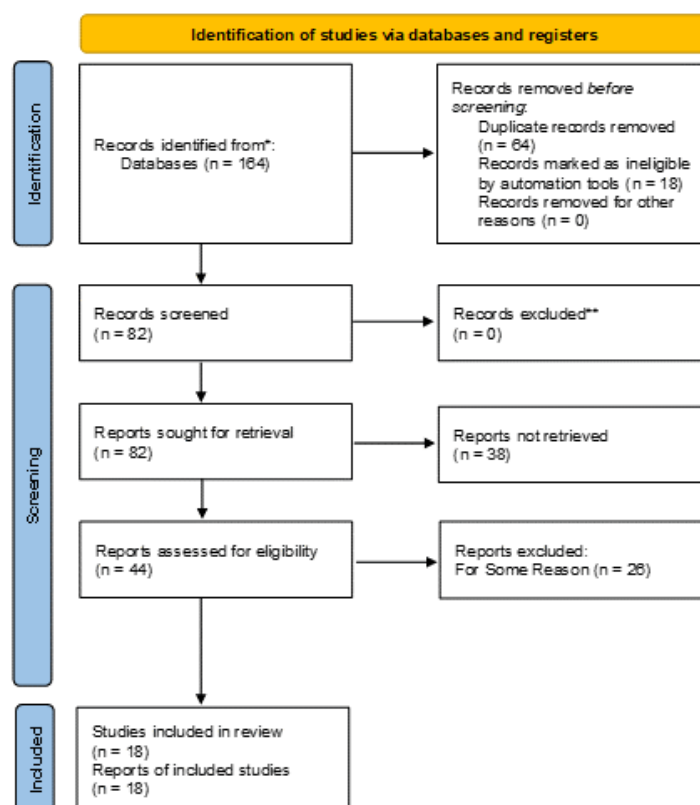 Identification of studies via databases and registers
Identification
Records identified from*:
Databases (n = 164)
Records removed before
screening:
Duplicate records removed
(n = 64)
Records marked as ineligible
by automation tools (n = 18)
Records removed for other
reasons (n = 0)
Screening
Records screened
(n = 82)
Records excluded**
(n = 0)
Reports sought for retrieval
(n = 82)
Reports not retrieved
(n = 38)
Reports assessed for eligibility
(n = 44)
Reports excluded:
For Some Reason (n = 26)
Included
Studies included in review
(n = 18)
Reports of included studies
(n = 18)